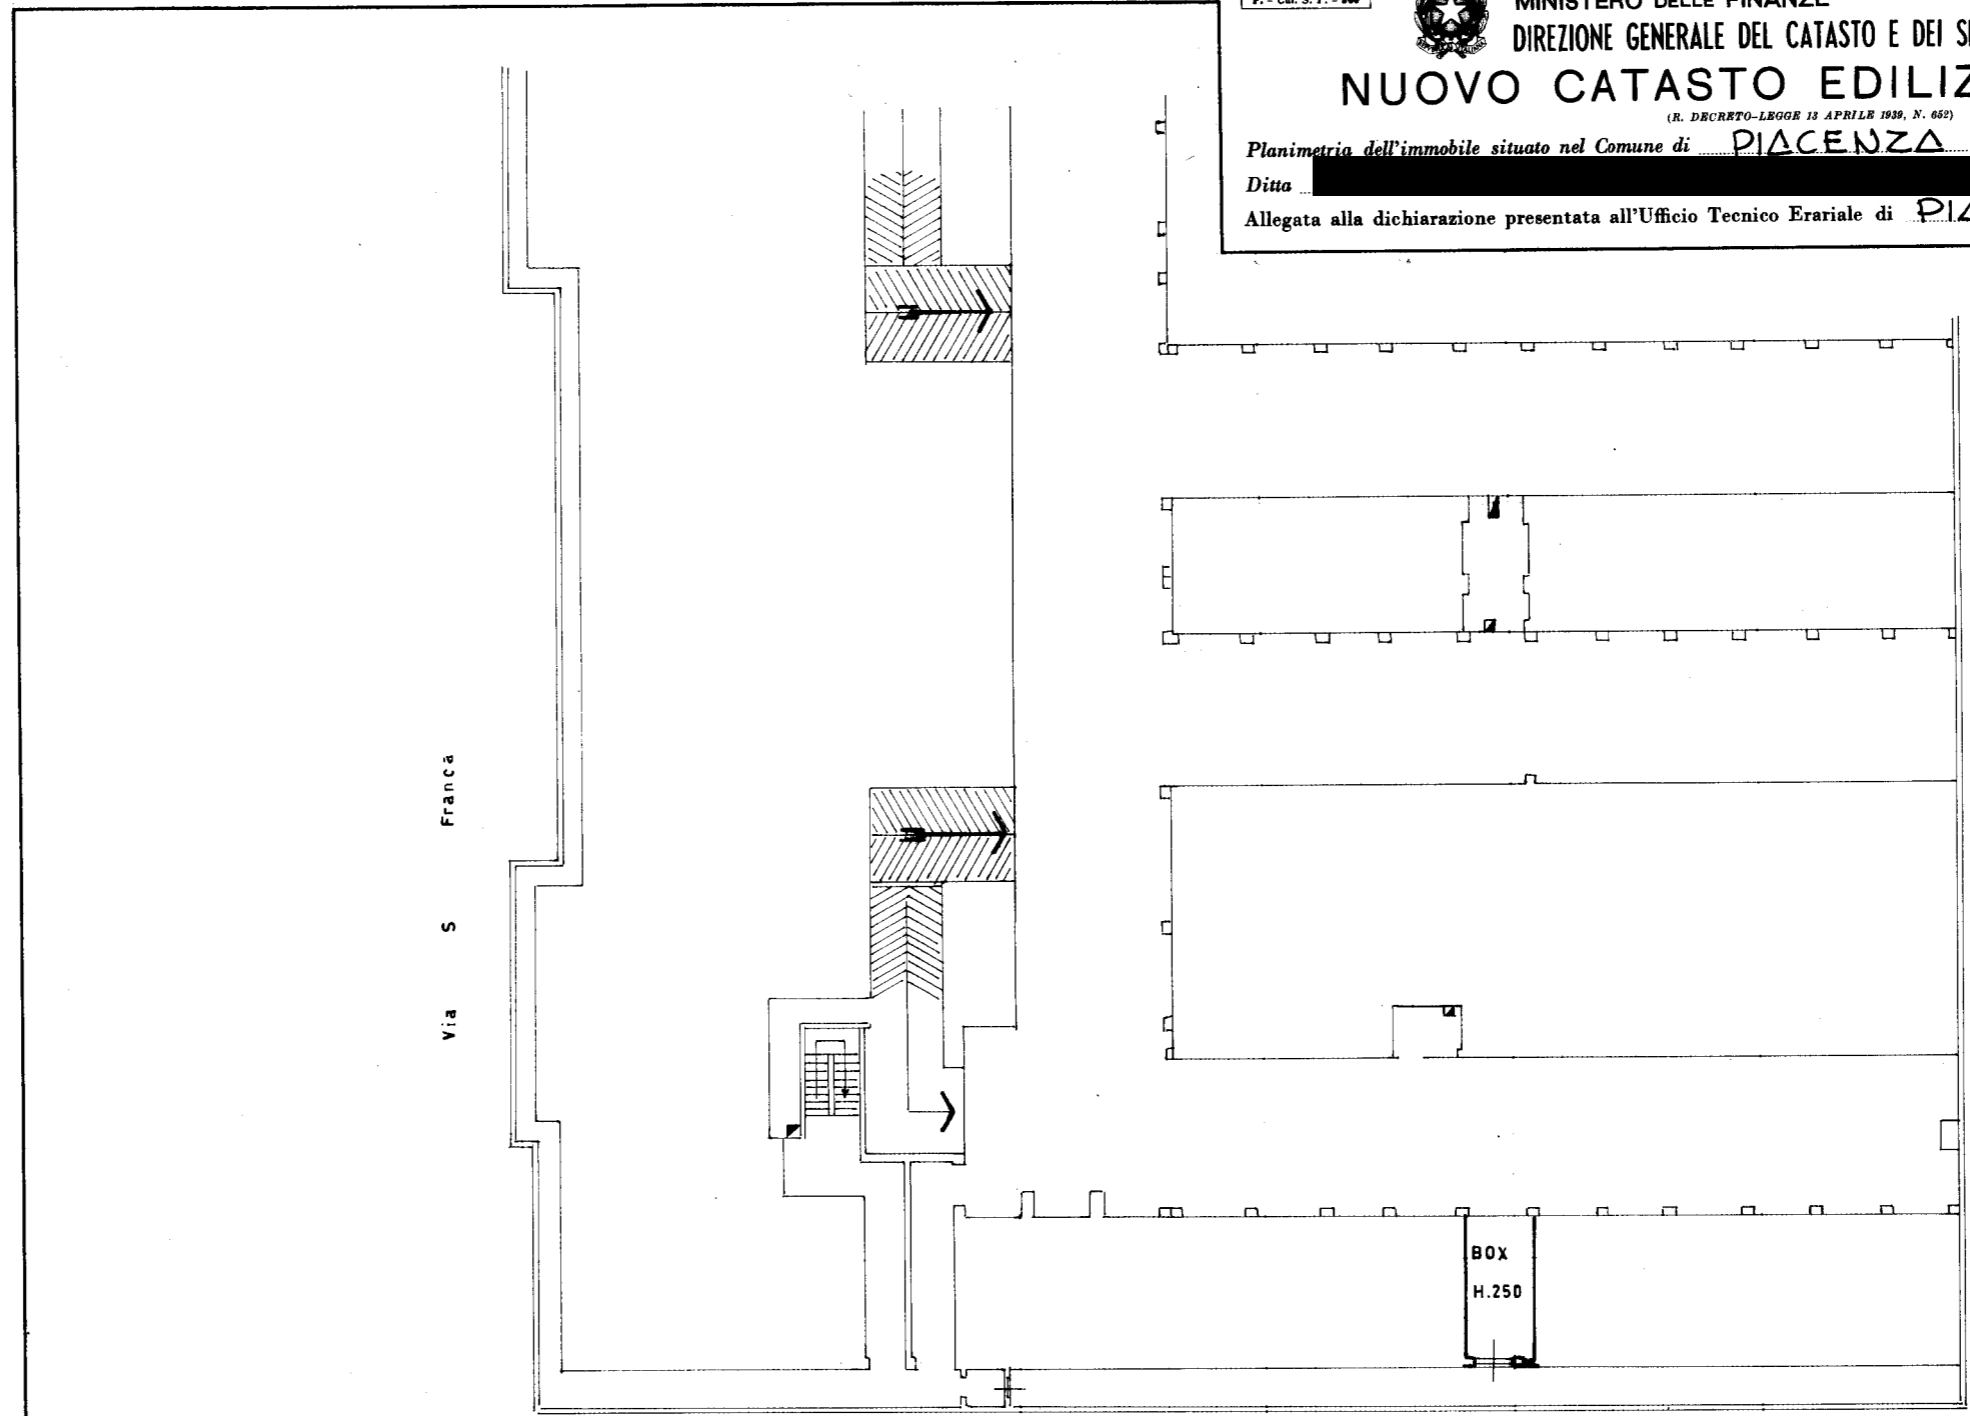 MINISTERO DELLE FINANZE
DIREZIONE GENERALE DEL CATASTO E DEI
NUOVO CATASTO
(R. DECRETO-LEGGE 13 APRILE 1939, N. 652)
Planimetria dell'immobile situato nel Comune di PIACENZA
Ditta
Allegata alla dichiarazione presentata all'Ufficio Tecnico Erariale di
Via S Franca
BOX
H.250